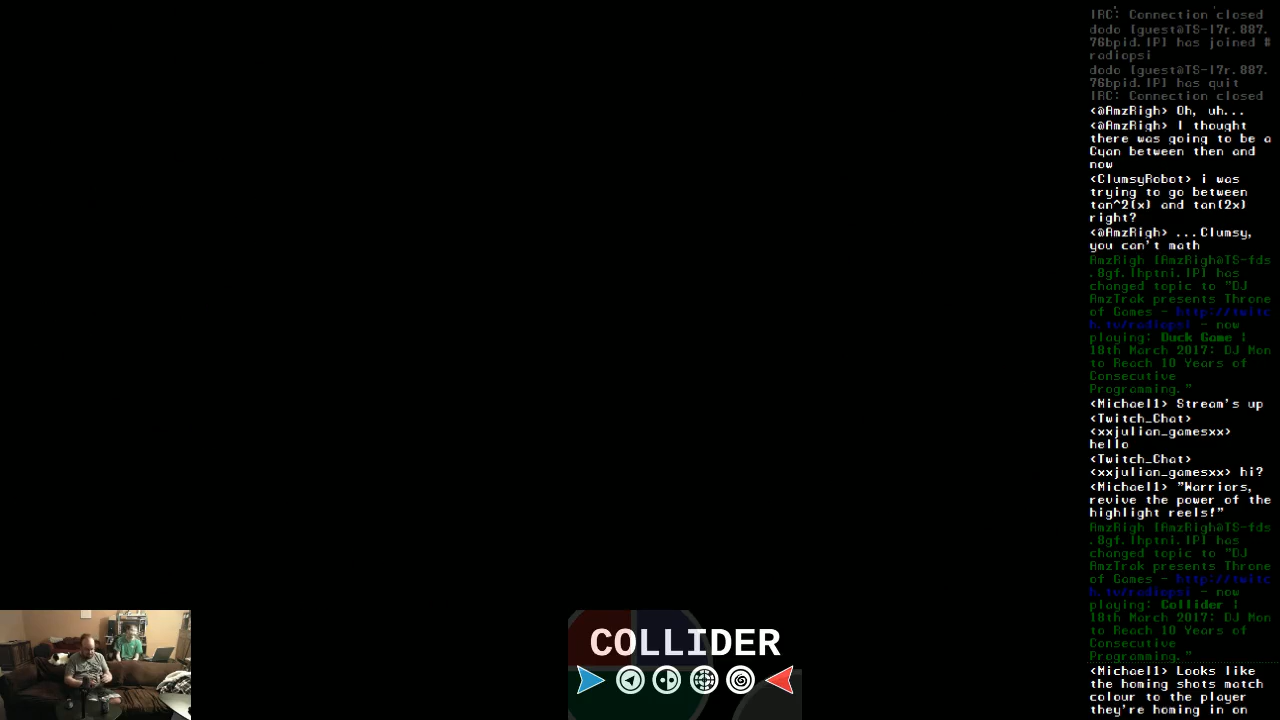 IRC: Connection closed
dodo [guest@TS-l7r.887.
76bpid.IP] has joined #
radiopsi
dodo [guest@TS-l7r.887.
76bpid.IP] has quit
IRC: Connection closed
<@AmzRigh> Oh, uh...
<@AmzRigh> I thought
there was going to be a
Cyan between then and
now
<ClumsyRobot> i was
trying to go between
tan^2(x) and tan(2x)
right?
<@AmzRigh> ...Clumsy,
you can't math
AmzRigh [AmzRigh@TS-fds
.8gf.lhptni.IP] has
changed topic to "DJ
AmzTrak presents Throne
of Games - http://twitc
h.tv/radiopsi - now
playing: Duck Game |
18th March 2017: DJ Mon
to Reach 10 Years of
Consecutive
Programming."
<Michael1> Stream's up
<Twitch_Chat>
<xxjulian_gamesxx>
hello
<Twitch_Chat>
<xxjulian_gamesxx> hi?
<Michael1> "Warriors,
revive the power of the
highlight reels!"
AmzRigh [AmzRigh@TS-fds
.8gf.lhptni.IP] has
changed topic to "DJ
AmzTrak presents Throne
of Games - http://twitc
h.tv/radiopsi - now
playing: Collider |
18th March 2017: DJ Mon
to Reach 10 Years of
Consecutive
Programming."
<Michael1> Looks like
the homing shots match
colour to the player
they're homing in on
COLLIDER